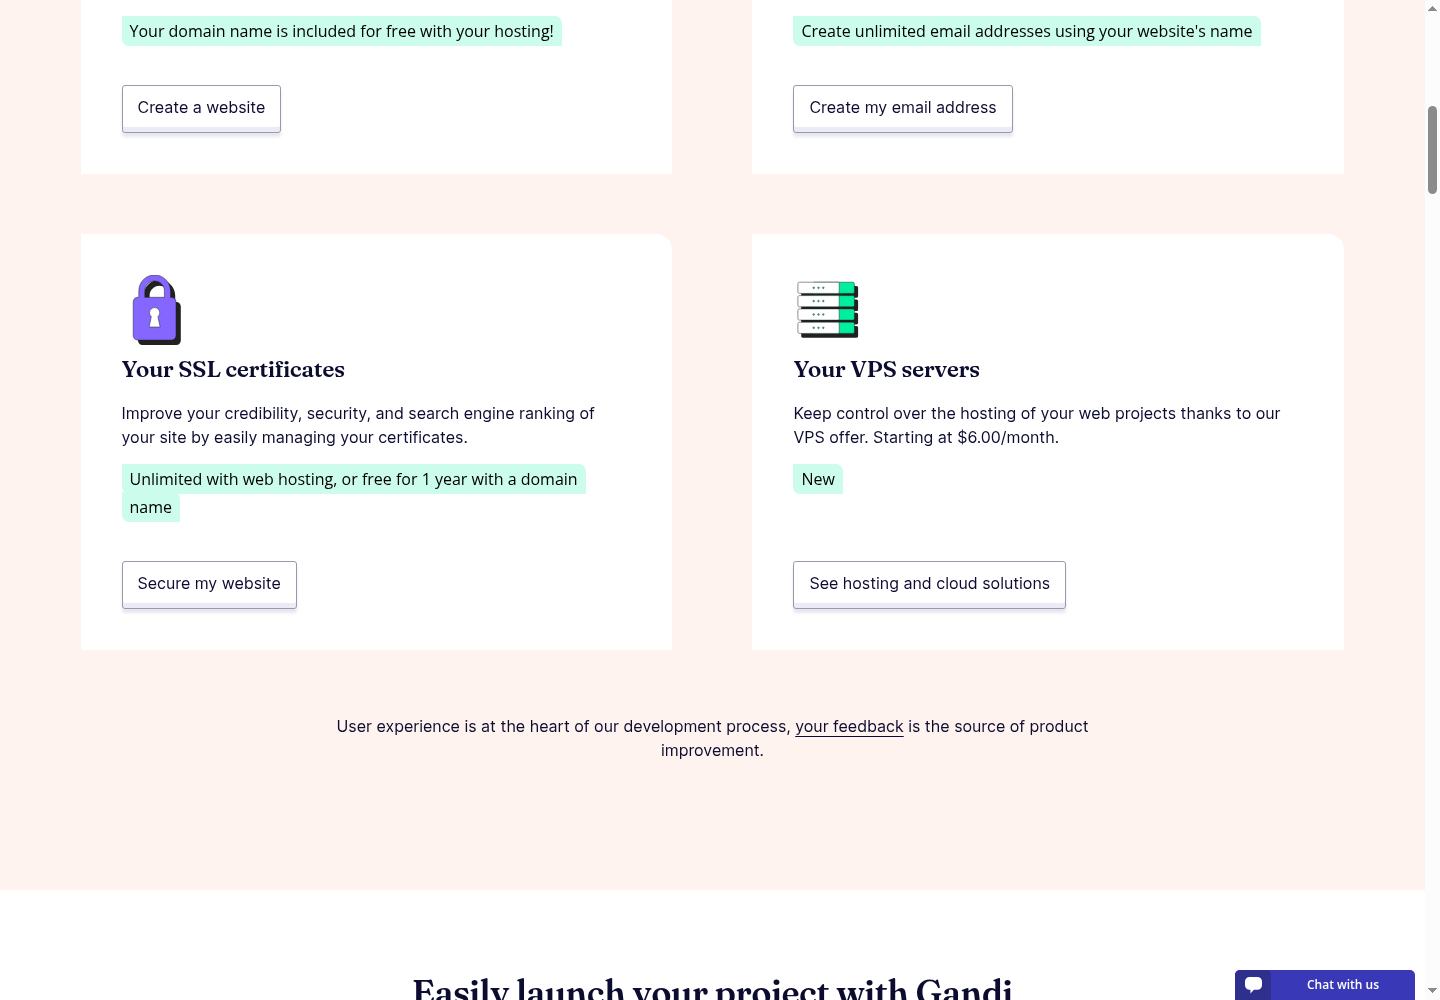 Your domain name is included for free with your hosting!
Create a website
Create unlimited email addresses using your website's name
Create my email address
Your SSL certificates
Improve your credibility, security, and search engine ranking of
your site by easily managing your certificates.
Unlimited with web hosting, or free for 1 year with a domain
name
Secure my website
Your VPS servers
Keep control over the hosting of your web projects thanks to our
VPS offer. Starting at $6.00/month.
New
See hosting and cloud solutions
User experience is at the heart of our development process, your feedback is the source of product
improvement.
Easily launch your project with Gandi
Chat with us